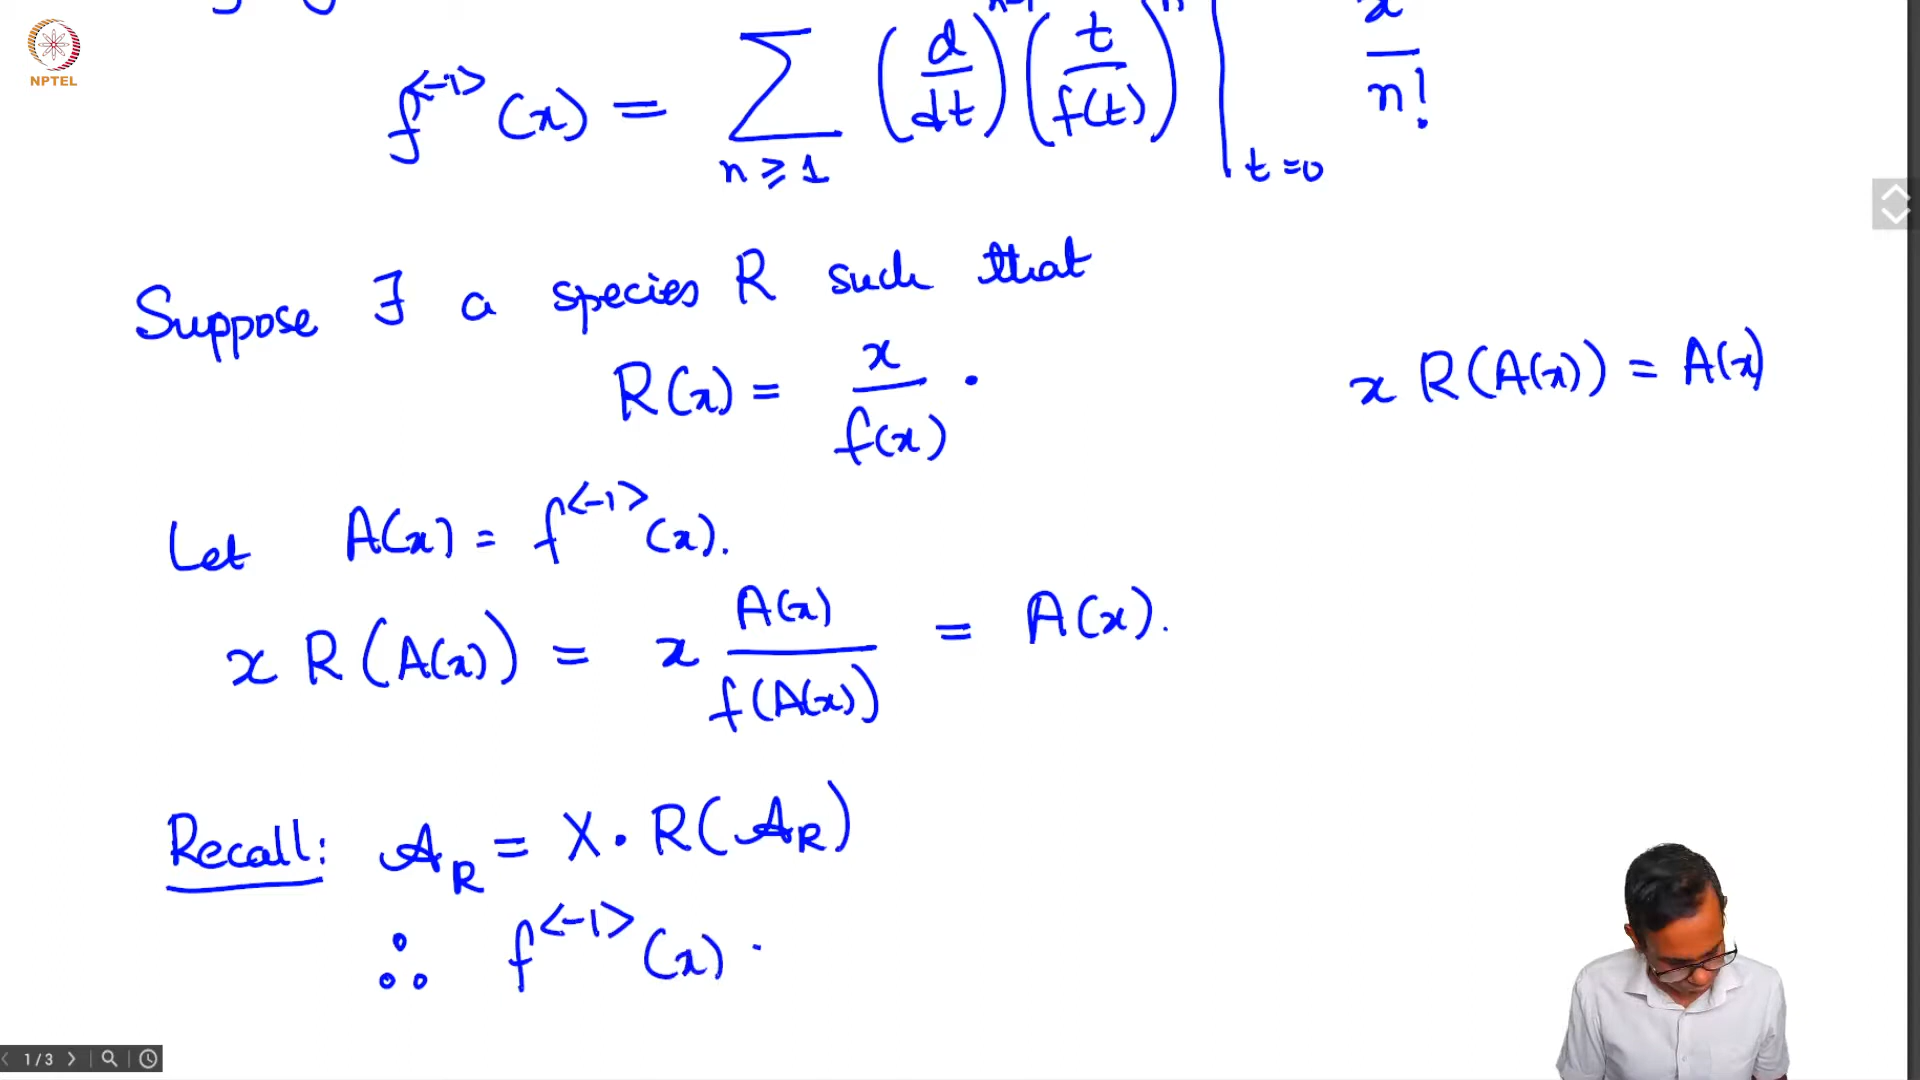 NPTEL
f^{<-1>}(x) = \sum_{n ≥ 1} (d/dt)^{n-1} (t/f(t))^n |_{t=0} x/n!
Suppose ∃ a species R such that
R(x) = x/f(x) .
x R(A(x)) = A(x)
Let A(x) = f^{<-1>}(x).
x R(A(x)) = x A(x)/f(A(x)) = A(x).
Recall: 𝒜_R = X · R(𝒜_R)
∴ f^{<-1>}(x) -
1/3